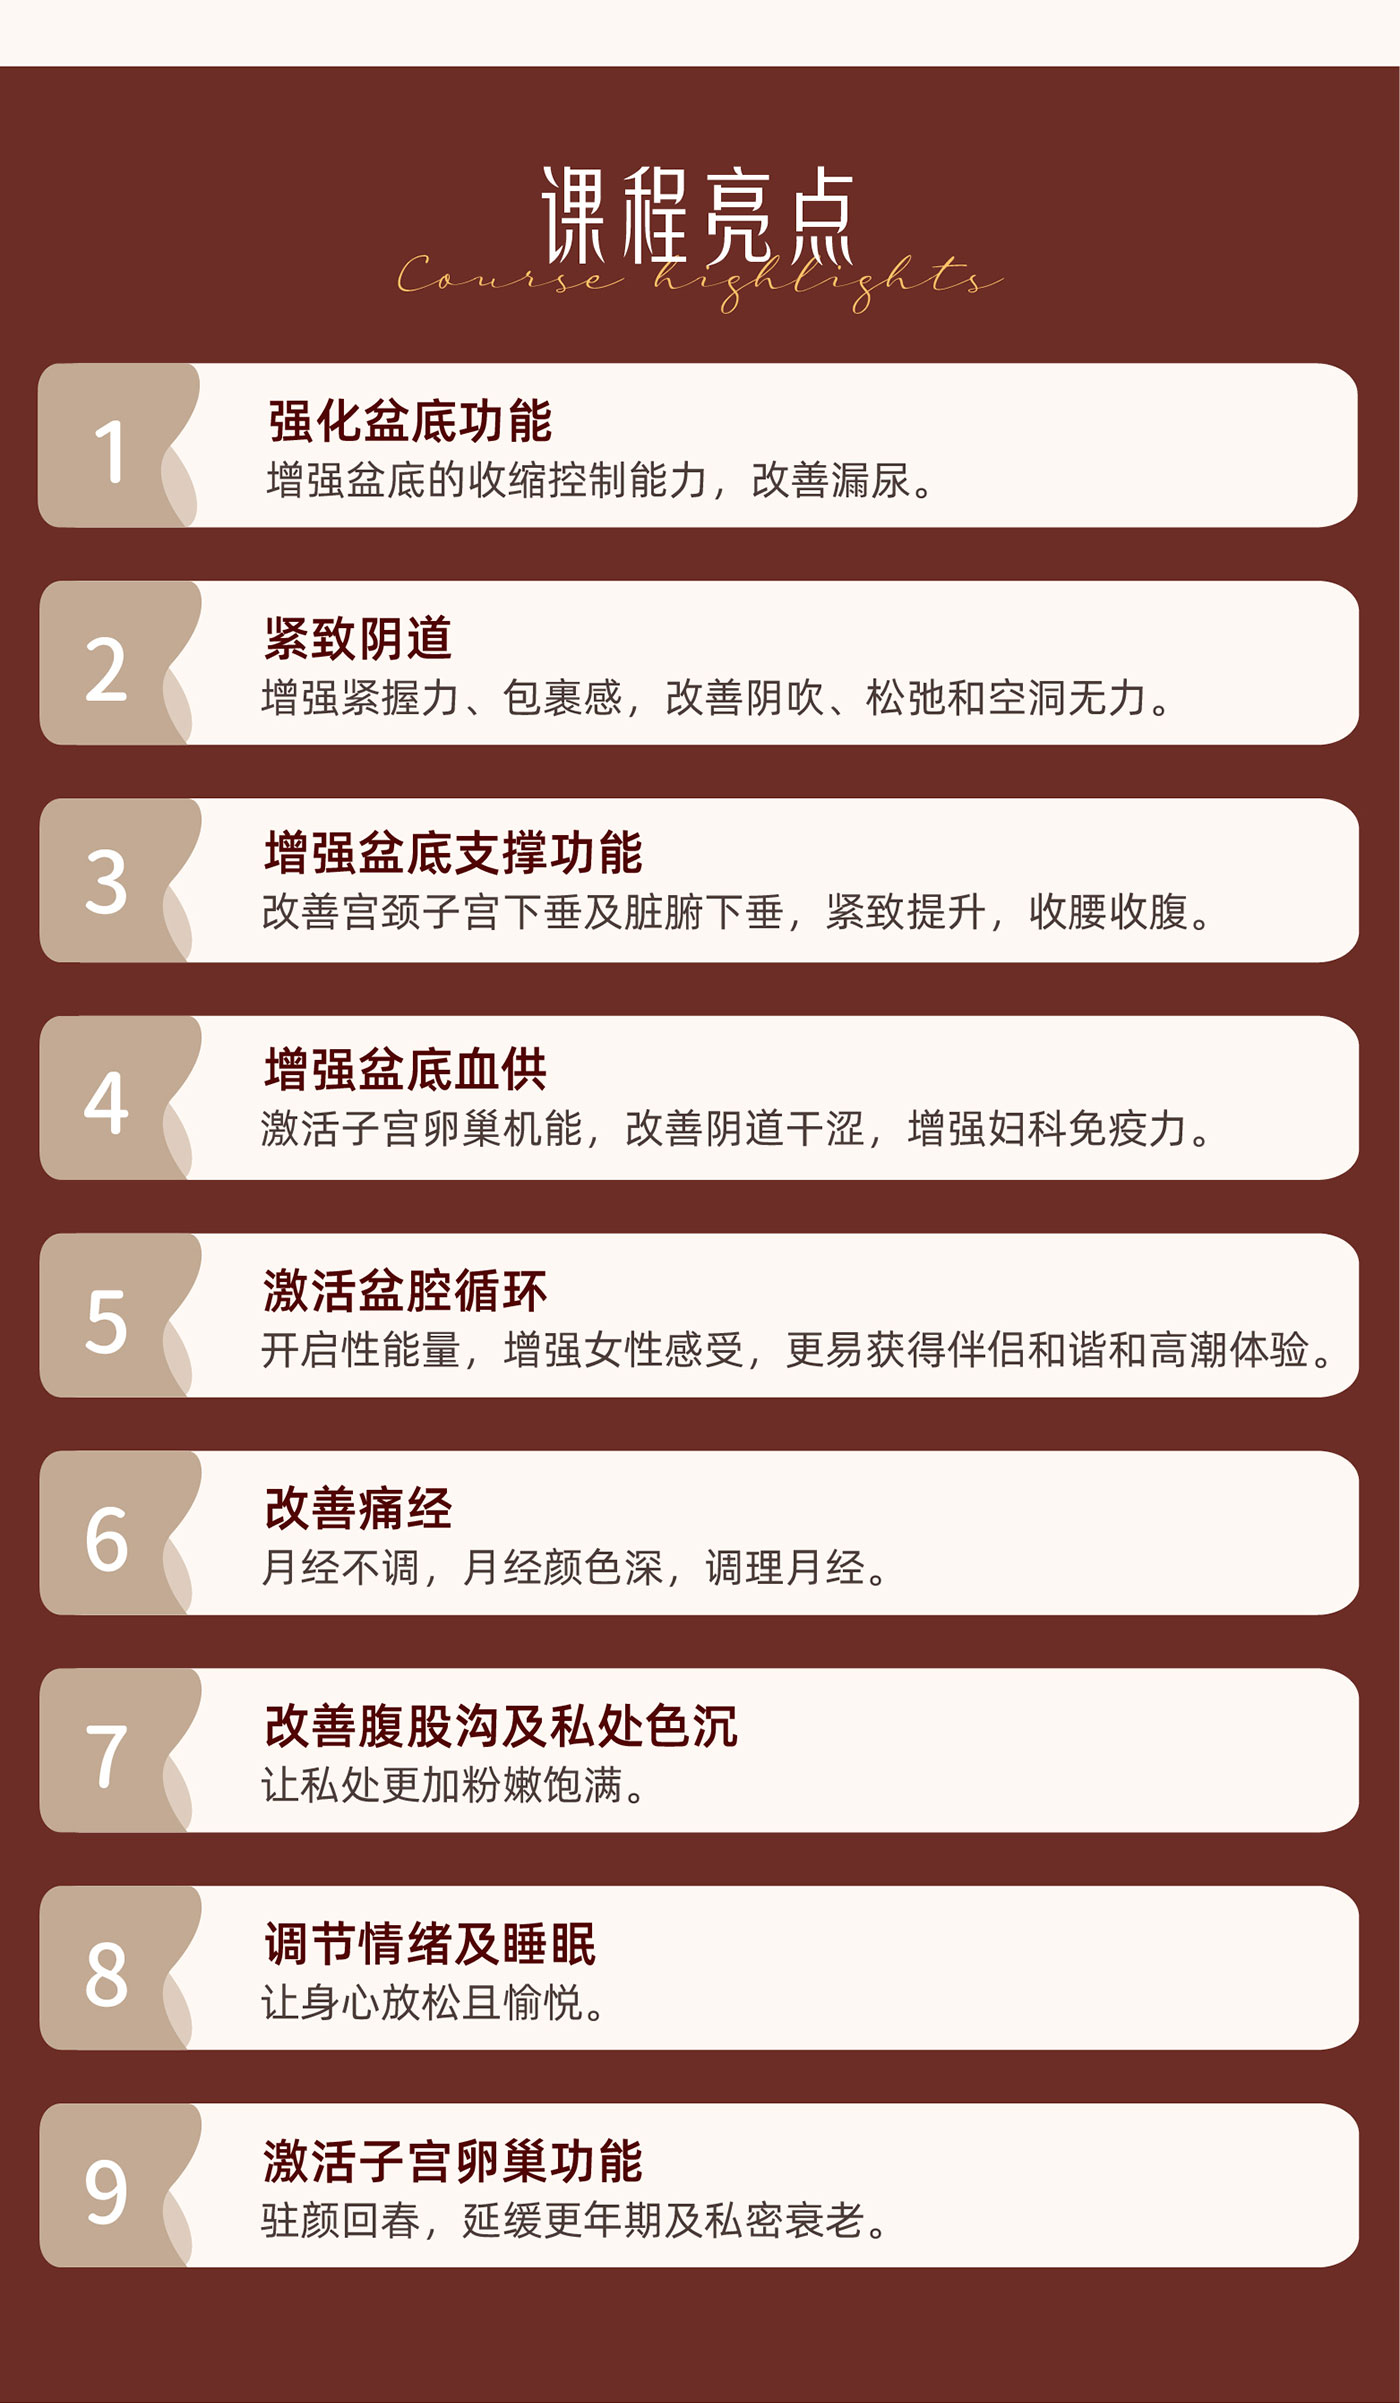 课程亮点
Course highlights
1
强化盆底功能
增强盆底的收缩控制能力，改善漏尿。
2
紧致阴道
增强紧握力、包裹感，改善阴吹、松弛和空洞无力。
3
增强盆底支撑功能
改善宫颈子宫下垂及脏腑下垂，紧致提升，收腰收腹。
4
增强盆底血供
激活子宫卵巢机能，改善阴道干涩，增强妇科免疫力。
5
激活盆腔循环
开启性能量，增强女性感受，更易获得伴侣和谐和高潮体验。
6
改善痛经
月经不调，月经颜色深，调理月经。
7
改善腹股沟及私处色沉
让私处更加粉嫩饱满。
8
调节情绪及睡眠
让身心放松且愉悦。
9
激活子宫卵巢功能
驻颜回春，延缓更年期及私密衰老。